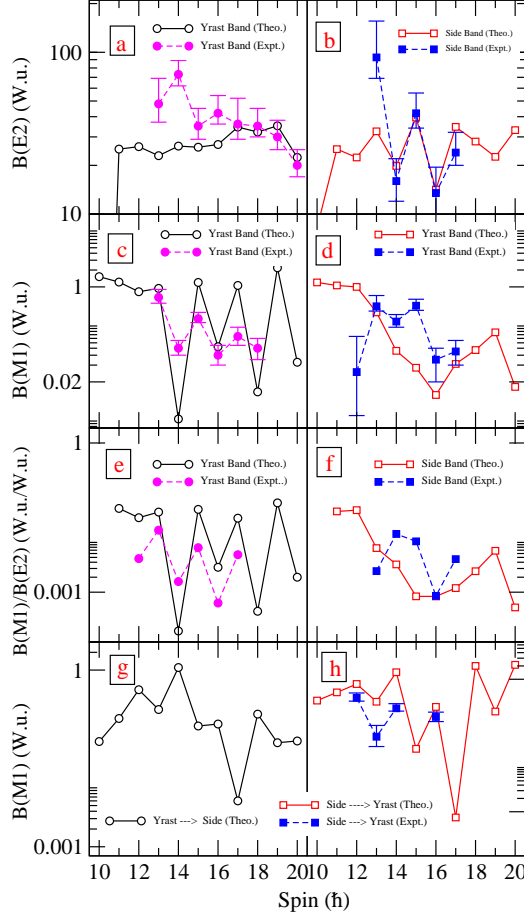 a
Yrast Band (Theo.)
Yrast Band (Expt.)
b
Side Band (Theo.)
Side Band (Expt.)
100
10
B(E2) (W.u.)
c
Yrast Band (Theo.)
Yrast Band (Expt.)
d
Yrast Band (Theo.)
Yrast Band (Expt.)
1
0.02
B(M1) (W.u.)
e
Yrast Band (Theo.)
Yrast Band (Expt..)
f
Side Band (Theo.)
Side Band (Expt.)
1
0.001
B(M1)/B(E2) (W.u./W.u.)
g
h
1
0.001
B(M1) (W.u.)
Yrast ---> Side (Theo.)
Side ----> Yrast (Theo.)
Side ---> Yrast (Expt.)
10 12 14 16 18 20 10 12 14 16 18 20
Spin (ħ) Spin (ħ)